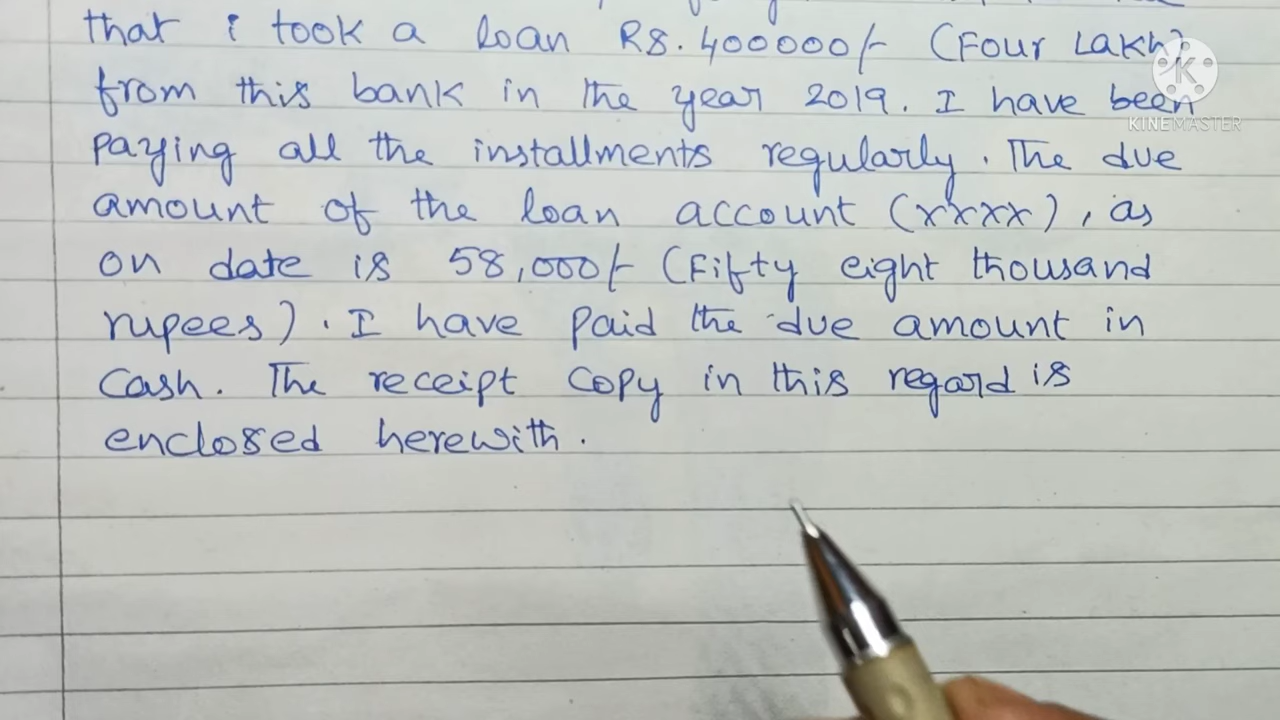 that i took a loan Rs. 400000/- (Four Lakh)
from this bank in the year 2019. I have been
paying all the installments regularly. The due
amount of the loan account (xxxx), as
on date is 58,000/- (Fifty eight thousand
rupees). I have paid the due amount in
cash. The receipt copy in this regard is
enclosed herewith.
KINEMASTER